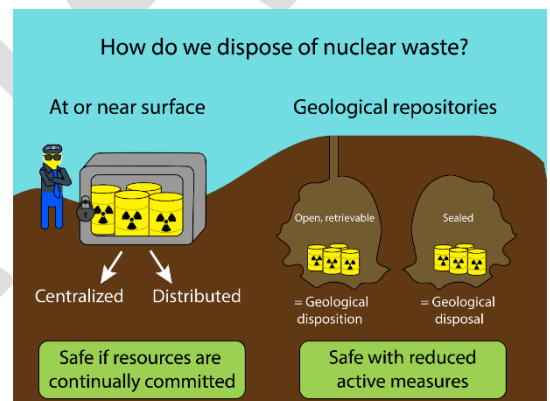 How do we dispose of nuclear waste?
At or near surface
Geological repositories
Open, retrievable
Sealed
Centralized
Distributed
= Geological
disposition
= Geological
disposal
Safe if resources are
continually committed
Safe with reduced
active measures